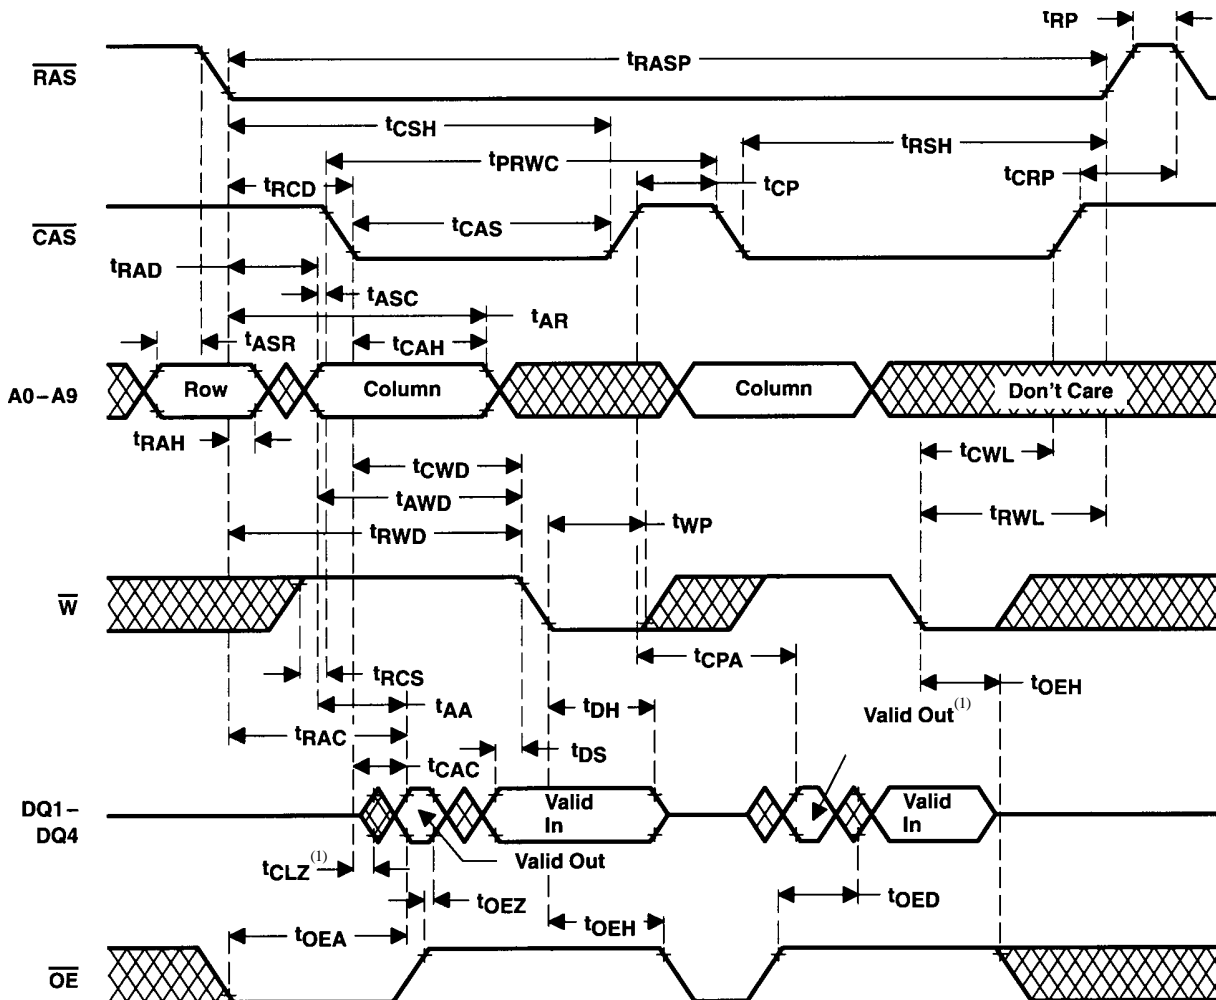 tRP
RAS
tRASP
tCSH
tPRWC
tRSH
tRCD
tCP
tCRP
CAS
tCAS
tRAD
tASC
tAR
tASR
tCAH
A0–A9
Row
Column
Column
Don't Care
tRAH
tCWD
tCWL
tAWD
tRWD
tWP
tRWL
W
tCPA
tRCS
tOEH
tAA
tDH
Valid Out(1)
tRAC
tDS
tCAC
DQ1–
DQ4
Valid
In
Valid
In
tCLZ(1)
Valid Out
tOEZ
tOED
tOEH
tOEA
OE